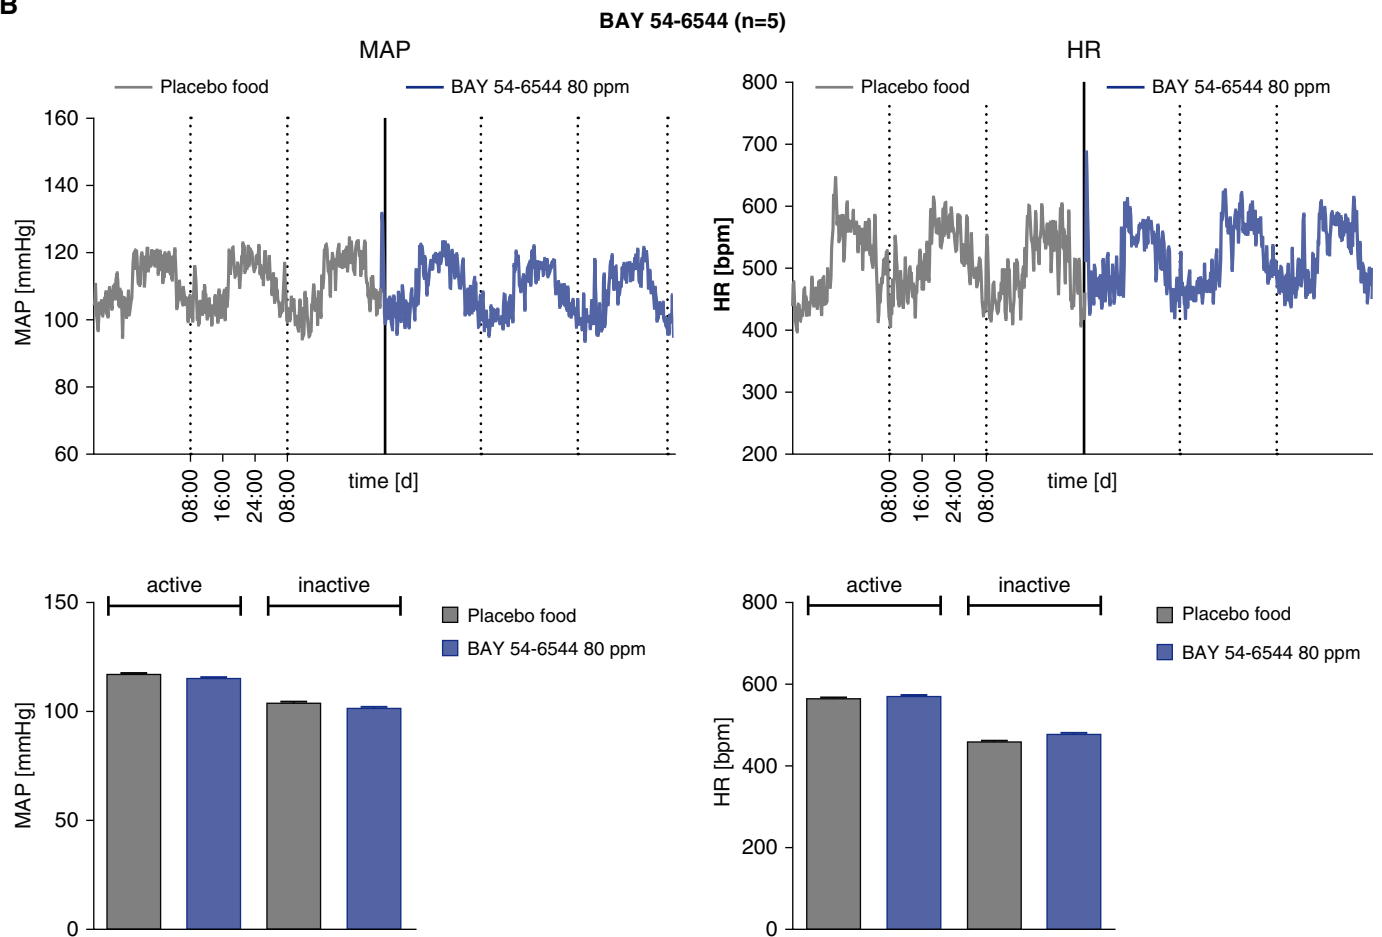 B
BAY 54-6544 (n=5)
MAP
Placebo food
BAY 54-6544 80 ppm
160
140
120
100
80
60
MAP [mmHg]
08:00
16:00
24:00
08:00
time [d]
HR
Placebo food
BAY 54-6544 80 ppm
800
700
600
500
400
300
200
HR [bpm]
08:00
16:00
24:00
08:00
time [d]
active
inactive
150
100
50
0
MAP [mmHg]
Placebo food
BAY 54-6544 80 ppm
active
inactive
800
600
400
200
0
HR [bpm]
Placebo food
BAY 54-6544 80 ppm